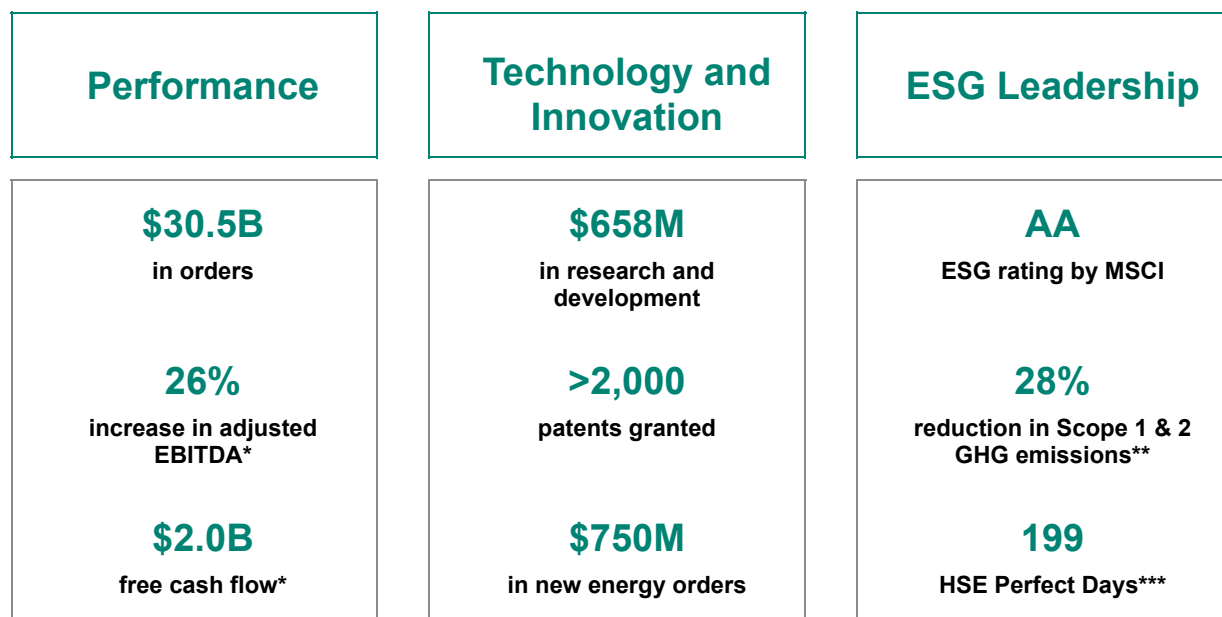 Performance
$30.5B
in orders
26%
increase in adjusted
EBITDA*
$2.0B
free cash flow*
Technology and
Innovation
$658M
in research and
development
>2,000
patents granted
$750M
in new energy orders
ESG Leadership
AA
ESG rating by MSCI
28%
reduction in Scope 1 & 2
GHG emissions**
199
HSE Perfect Days***